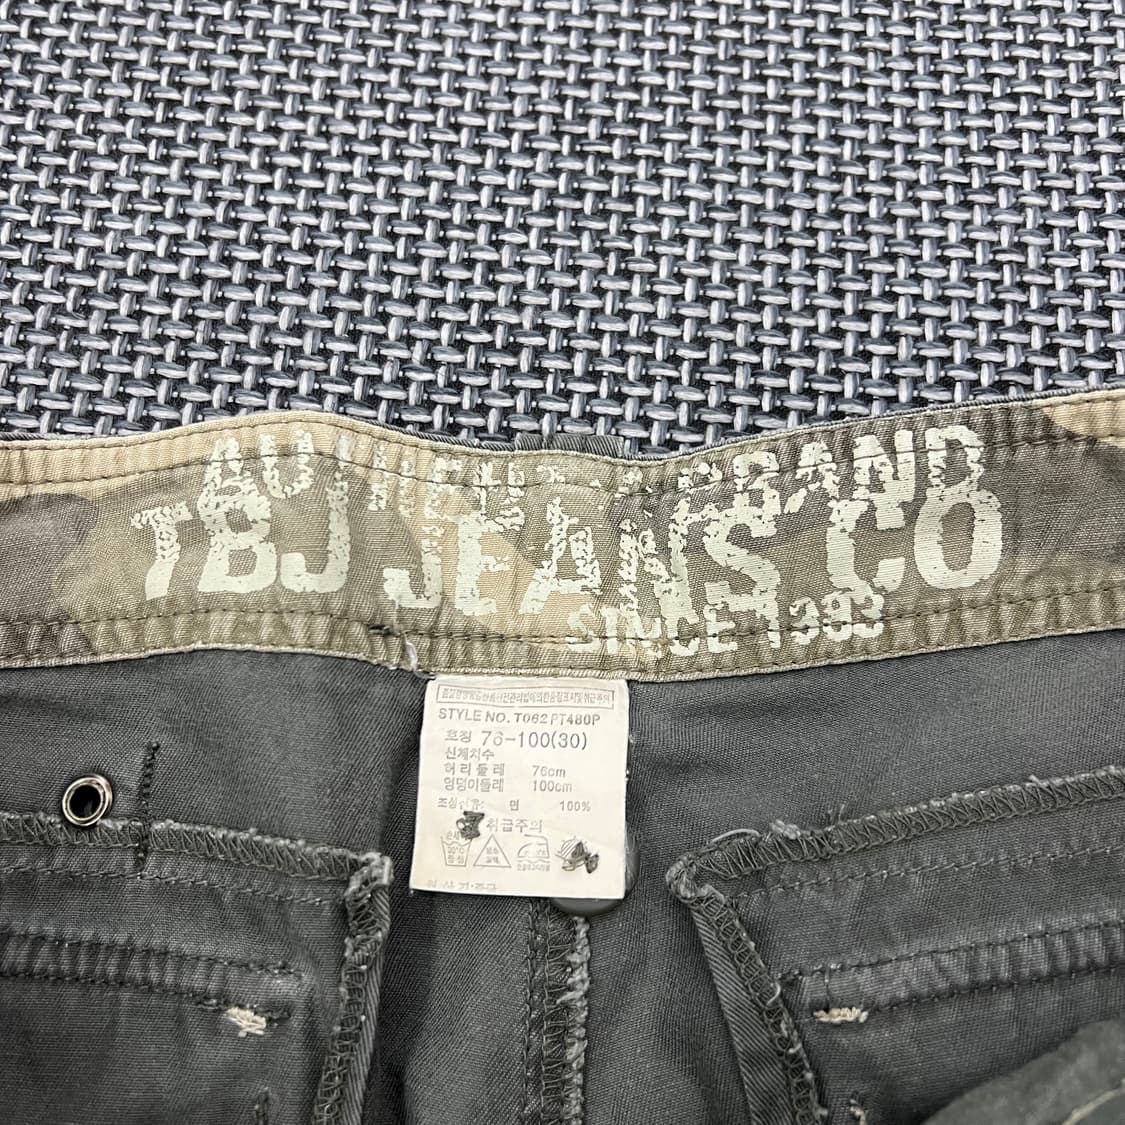 BRAND
TBJ JEANS CO
SINCE 1983
STYLE NO. T062PT480P
호칭 76-100(30)
신체치수
허리둘레 76cm
엉덩이둘레 100cm
면 100%
취급주의